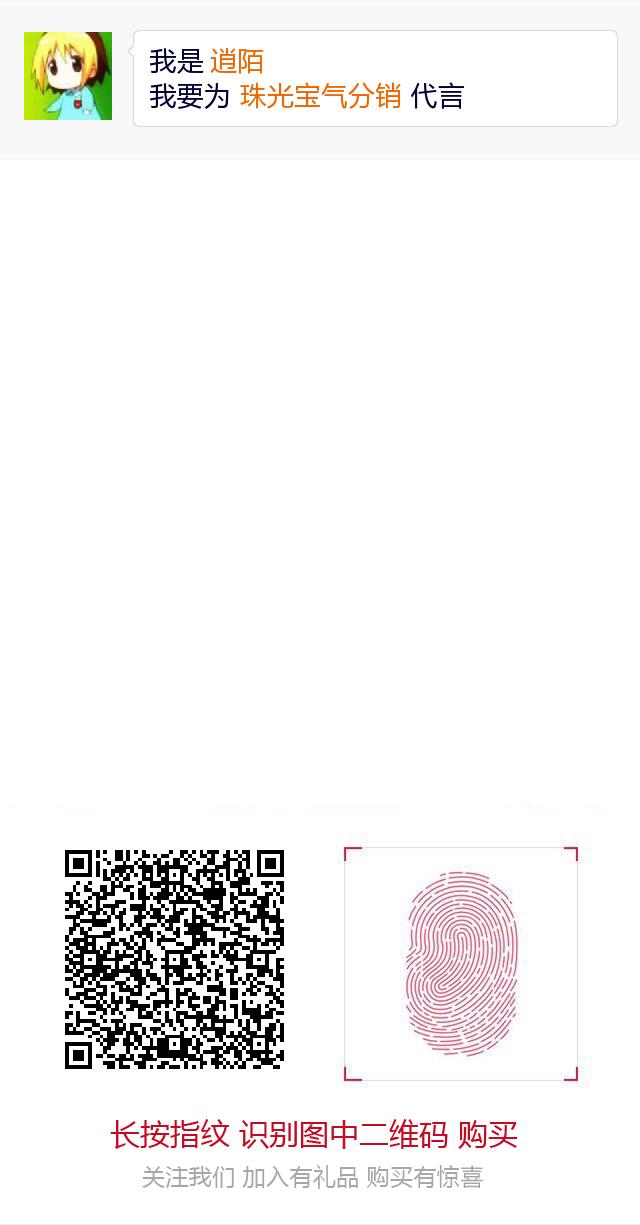 我是 逍陌
我要为 珠光宝气分销 代言
长按指纹 识别图中二维码 购买
关注我们 加入有礼品 购买有惊喜